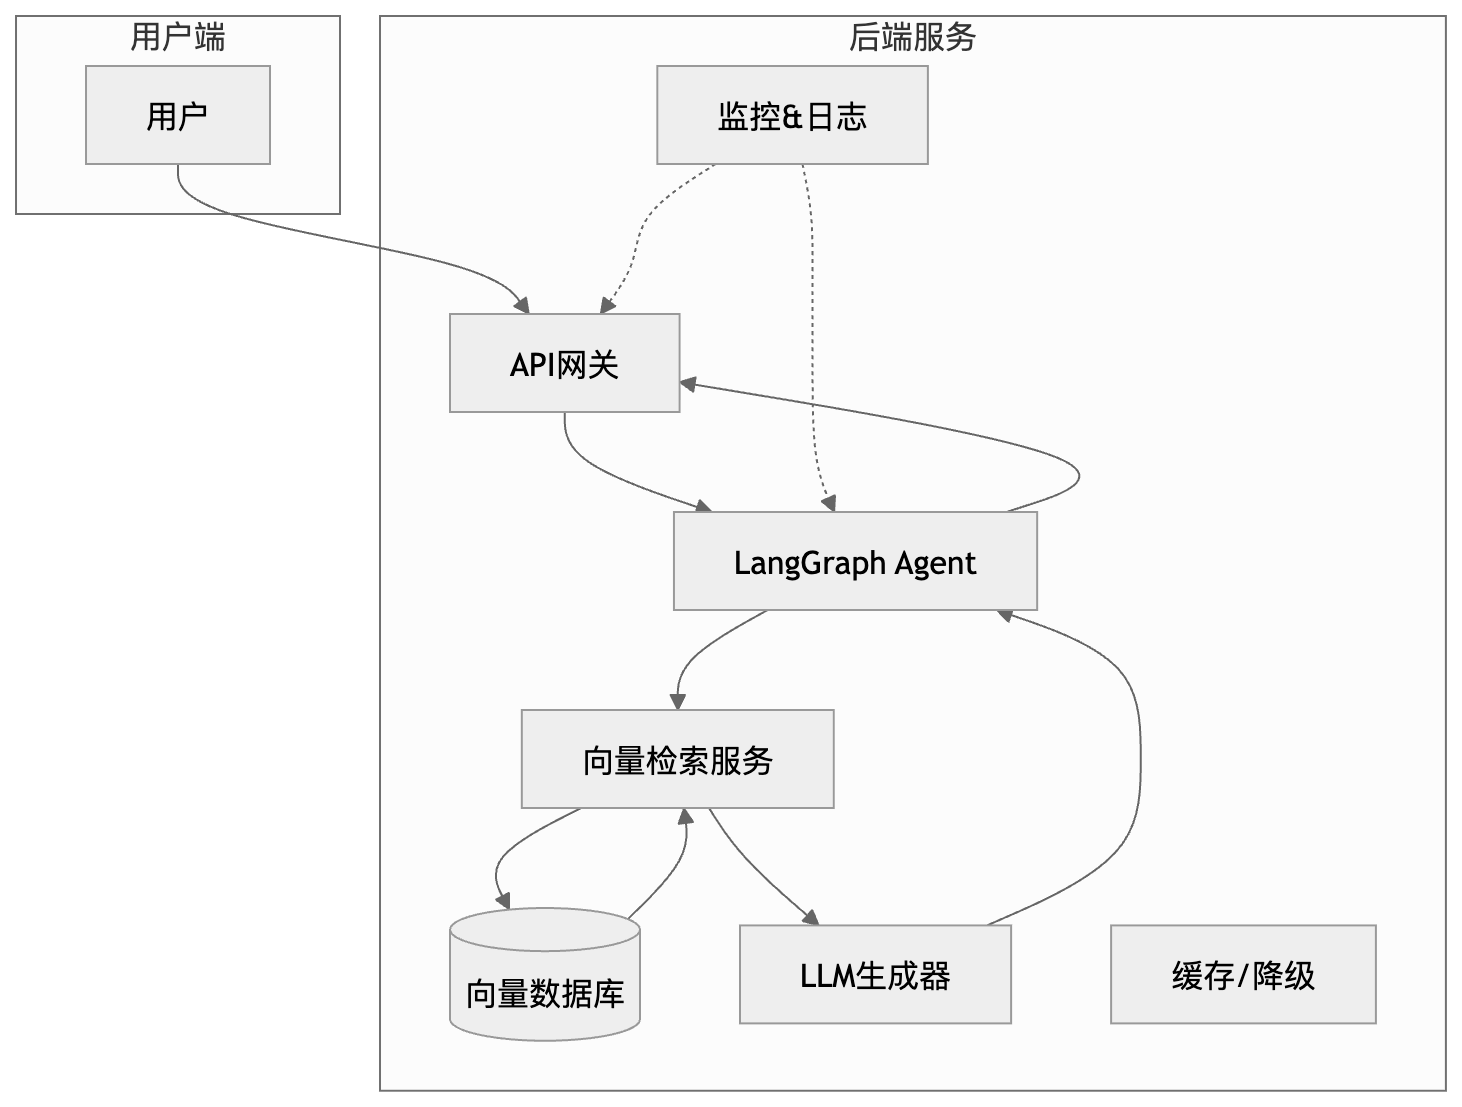 用户端
用户
后端服务
监控&日志
API网关
LangGraph Agent
向量检索服务
向量数据库
LLM生成器
缓存/降级